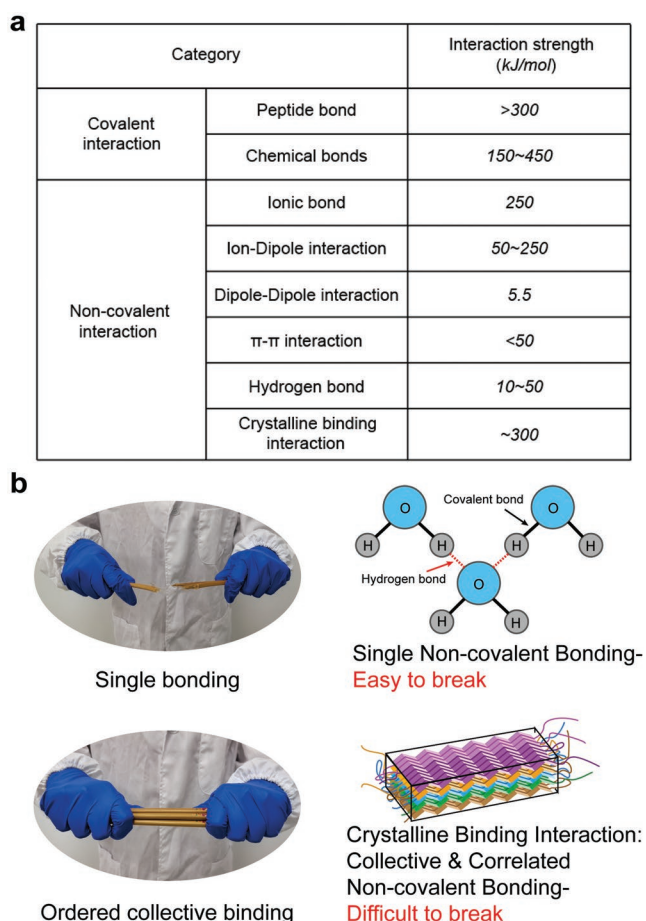 a
Category
Interaction strength
(kJ/mol)
Covalent
interaction
Peptide bond
>300
Chemical bonds
150~450
Non-covalent
interaction
Ionic bond
250
Ion-Dipole interaction
50~250
Dipole-Dipole interaction
5.5
π-π interaction
<50
Hydrogen bond
10~50
Crystalline binding
interaction
~300
b
Single bonding
Covalent bond
O
O
H
H
H
H
Hydrogen bond
O
H
H
Single Non-covalent Bonding-
Easy to break
Ordered collective binding
Crystalline Binding Interaction:
Collective & Correlated
Non-covalent Bonding-
Difficult to break